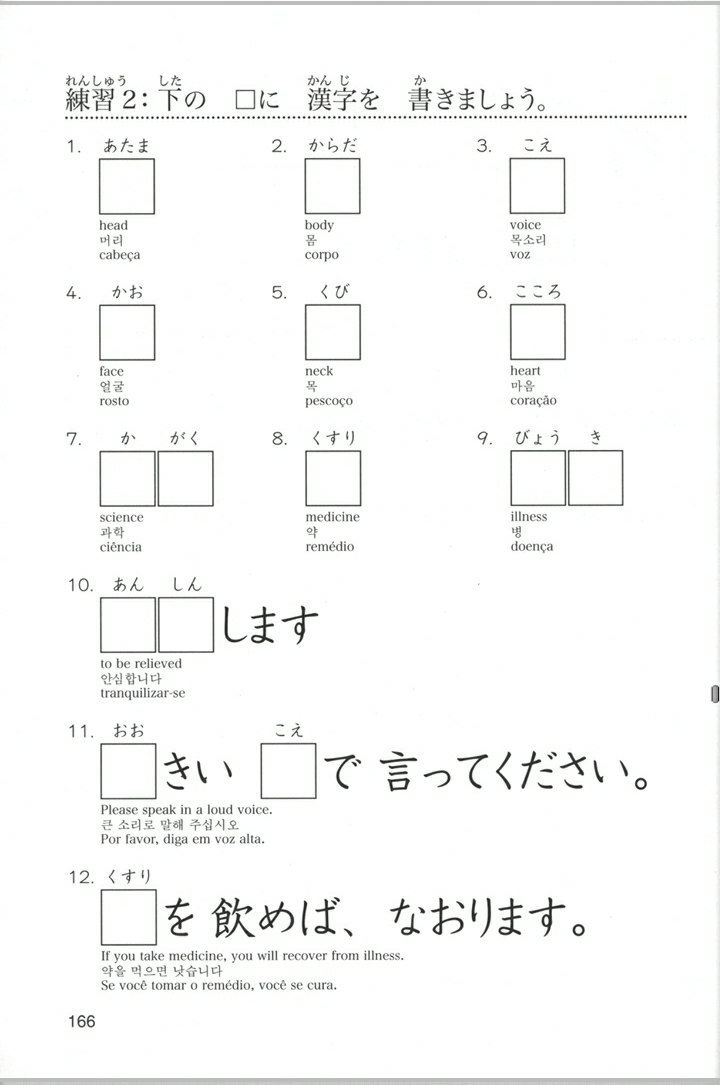 れんしゅう した かん じ か
練習2: 下の □に 漢字を 書きましょう。
1. あたま 2. からだ 3. こえ
head body voice
머리 몸 목소리
cabeça corpo voz
4. かお 5. くび 6. こころ
face neck heart
얼굴 목 마음
rosto pescoço coração
7. か がく 8. くすり 9. びょう き
science medicine illness
과학 약 병
ciência remédio doença
10. あん しん
します
to be relieved
안심합니다
tranquilizar-se
11. おお こえ
きい で 言ってください。
Please speak in a loud voice.
큰 소리로 말해 주십시오
Por favor, diga em voz alta.
12. くすり
を 飲めば、 なおります。
If you take medicine, you will recover from illness.
약을 먹으면 낫습니다
Se você tomar o remédio, você se cura.
166